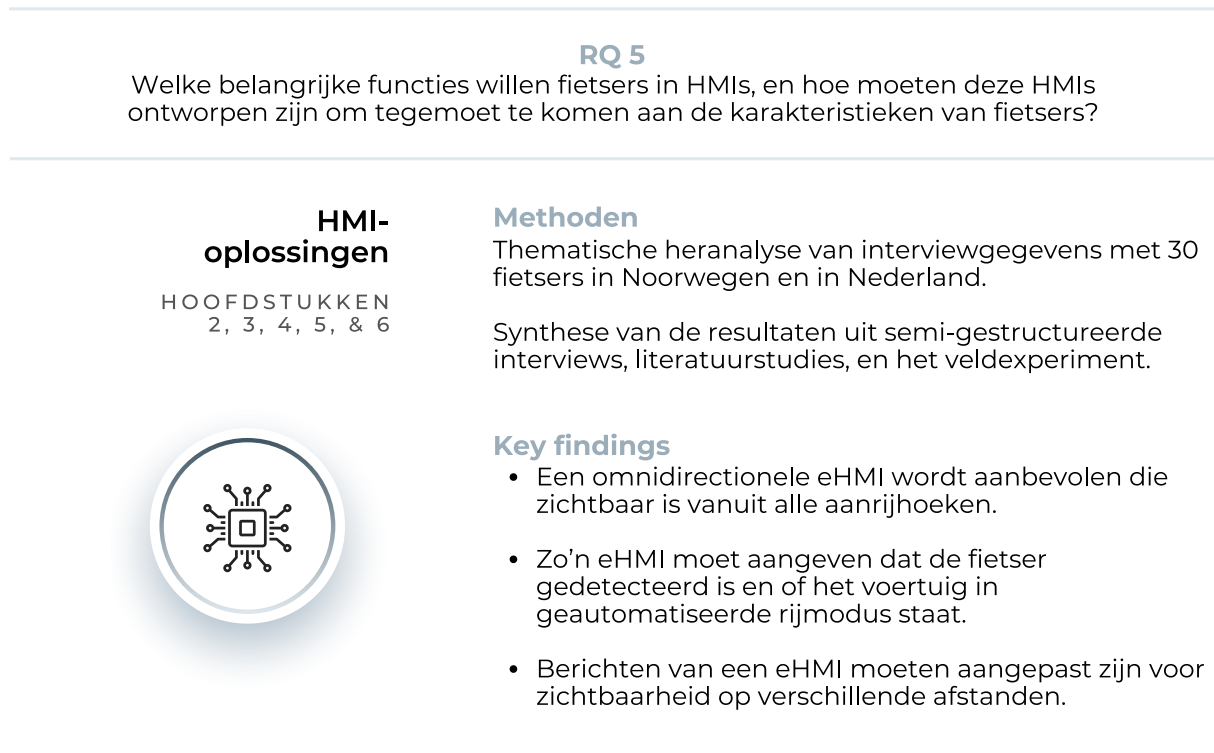 RQ 5
Welke belangrijke functies willen fietsers in HMIs, en hoe moeten deze HMIs
ontworpen zijn om tegemoet te komen aan de karakteristieken van fietsers?
HMI-
oplossingen
HOOFDSTUKKEN
2, 3, 4, 5, & 6
Methoden
Thematische heranalyse van interviewgegevens met 30
fietsers in Noorwegen en in Nederland.
Synthese van de resultaten uit semi-gestructureerde
interviews, literatuurstudies, en het veldexperiment.
Key findings
• Een omnidirectionele eHMI wordt aanbevolen die
zichtbaar is vanuit alle aanrijhoeken.
• Zo'n eHMI moet aangeven dat de fietser
gedetecteerd is en of het voertuig in
geautomatiseerde rijmodus staat.
• Berichten van een eHMI moeten aangepast zijn voor
zichtbaarheid op verschillende afstanden.